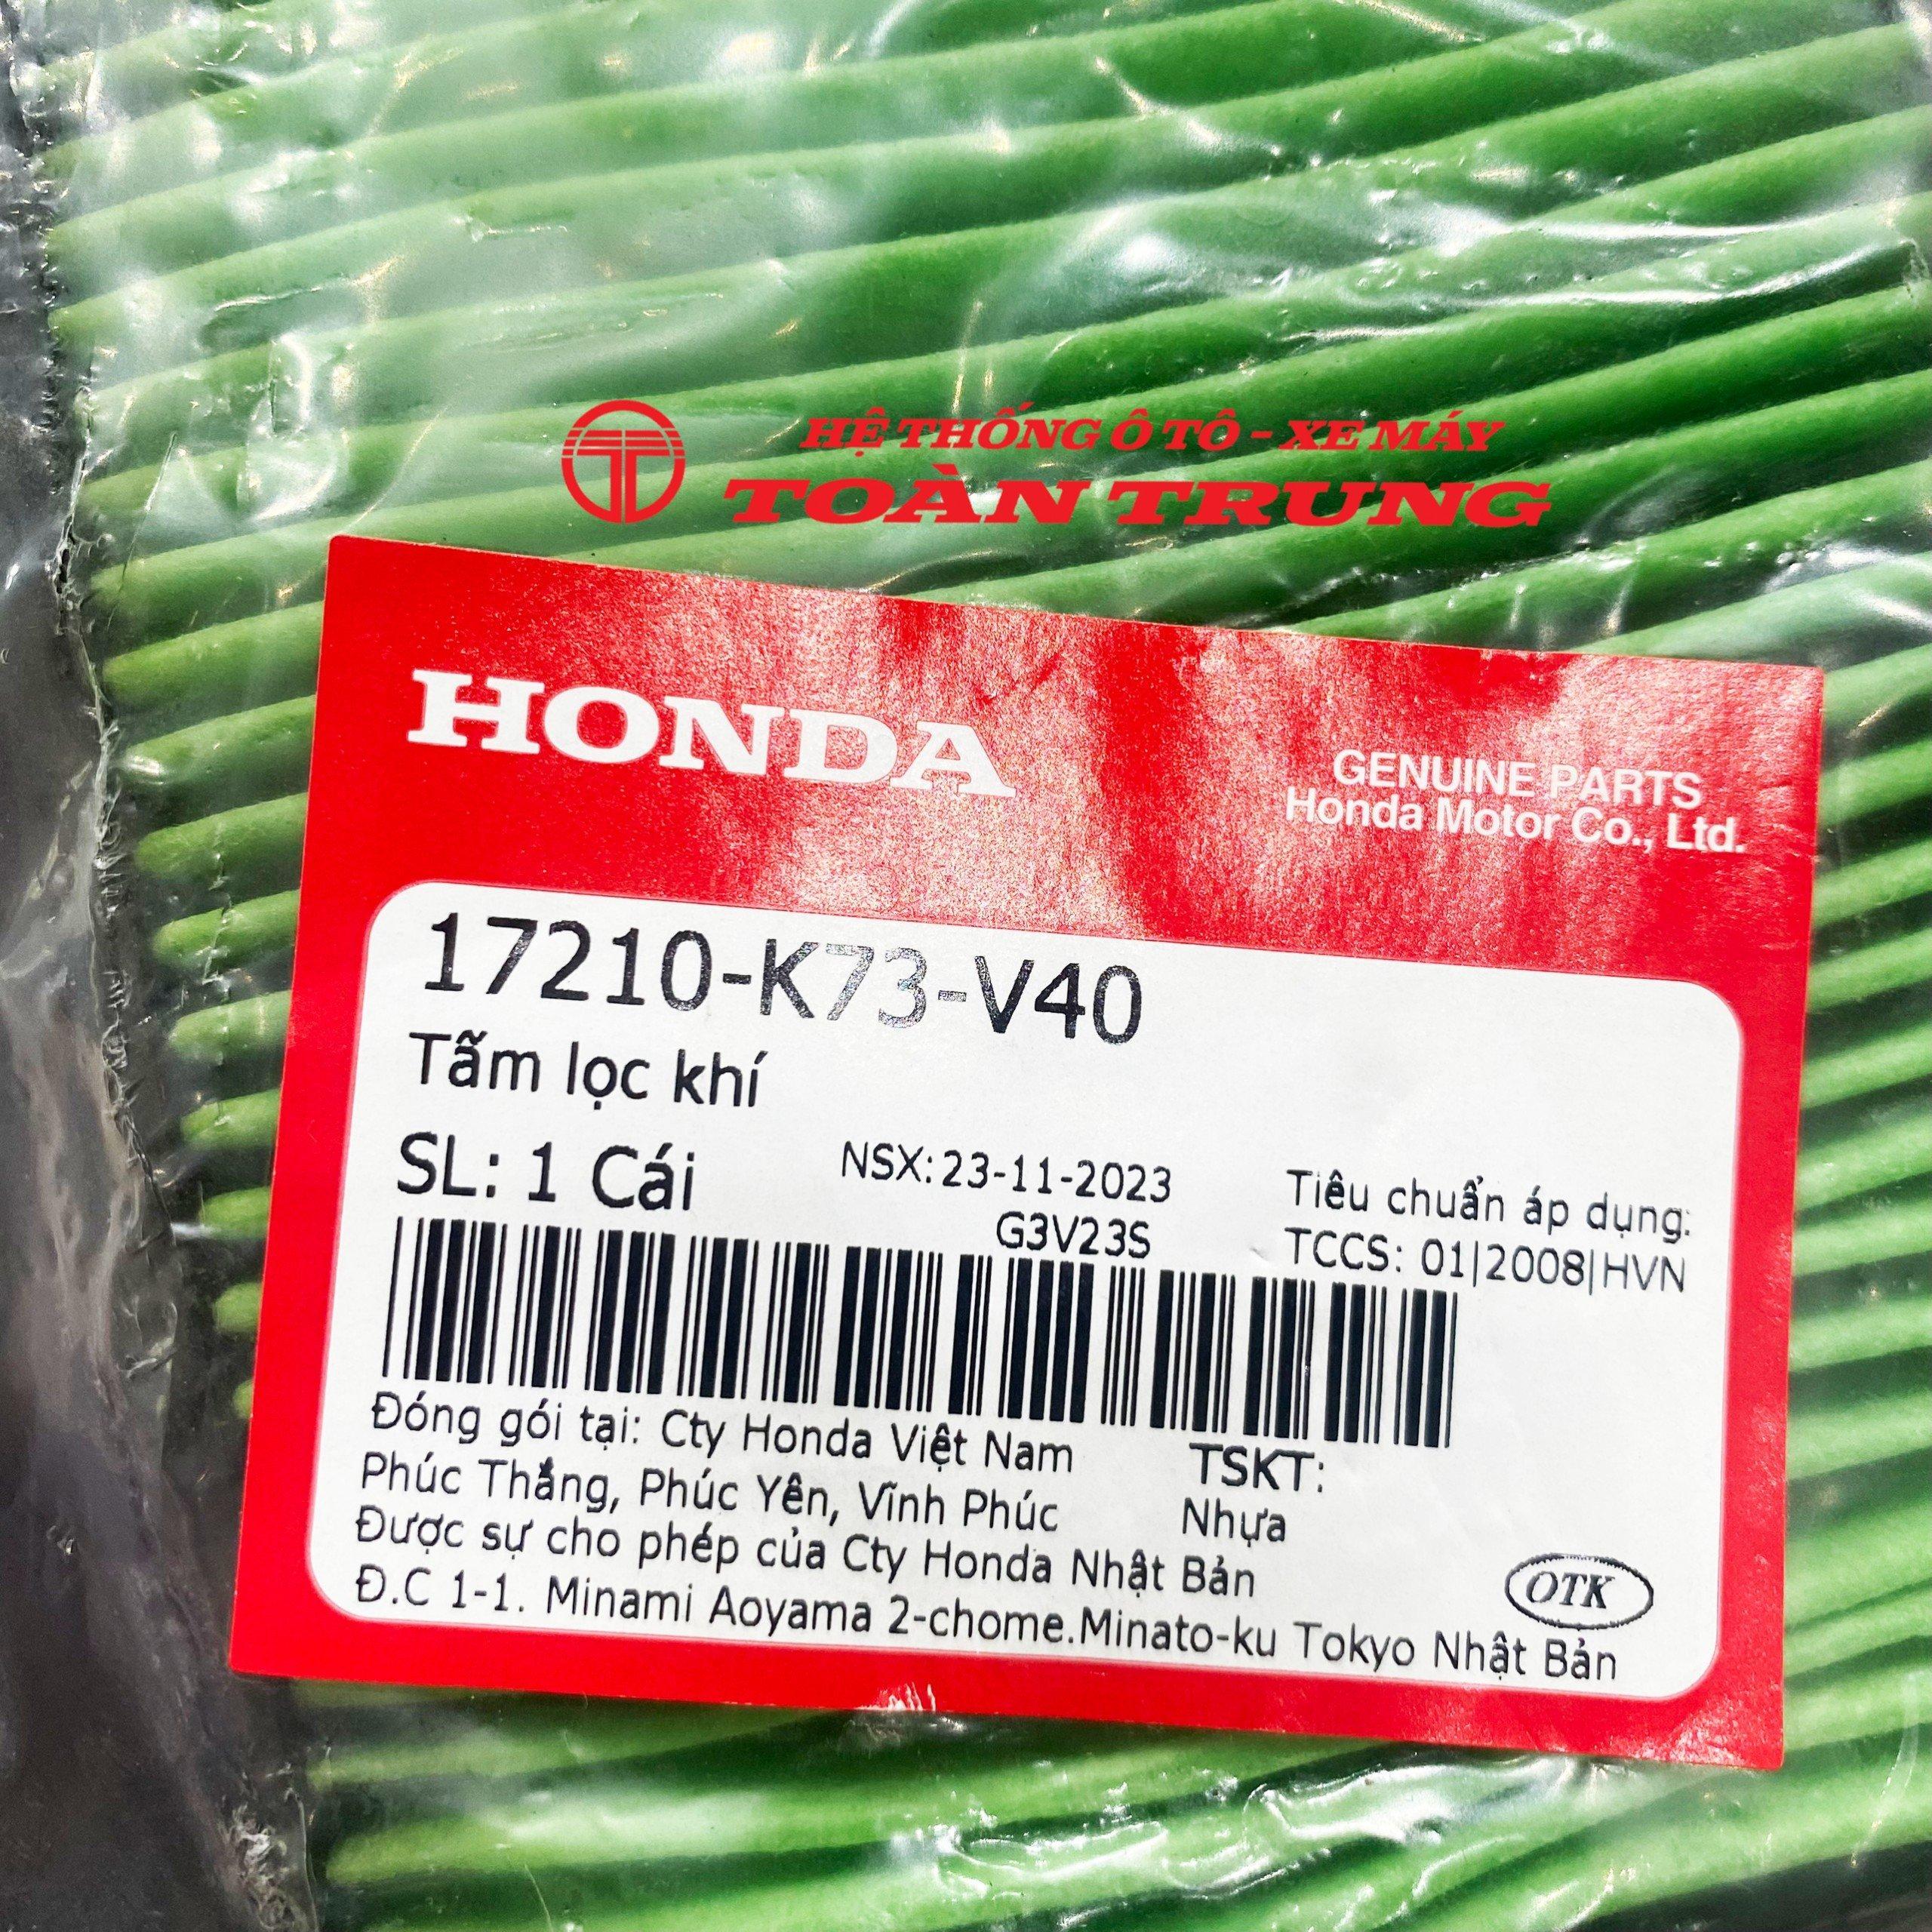 HỆ THỐNG Ô TÔ - XE MÁY
TOÀN TRUNG
HONDA
GENUINE PARTS
Honda Motor Co., Ltd.
17210-K73-V40
Tấm lọc khí
SL: 1 Cái
NSX: 23-11-2023
G3V23S
Tiêu chuẩn áp dụng:
TCCS: 01|2008|HVN
Đóng gói tại: Cty Honda Việt Nam
Phúc Thắng, Phúc Yên, Vĩnh Phúc
TSKT:
Nhựa
Được sự cho phép của Cty Honda Nhật Bản
Đ.C 1-1. Minami Aoyama 2-chome.Minato-ku Tokyo Nhật Bản
OTK